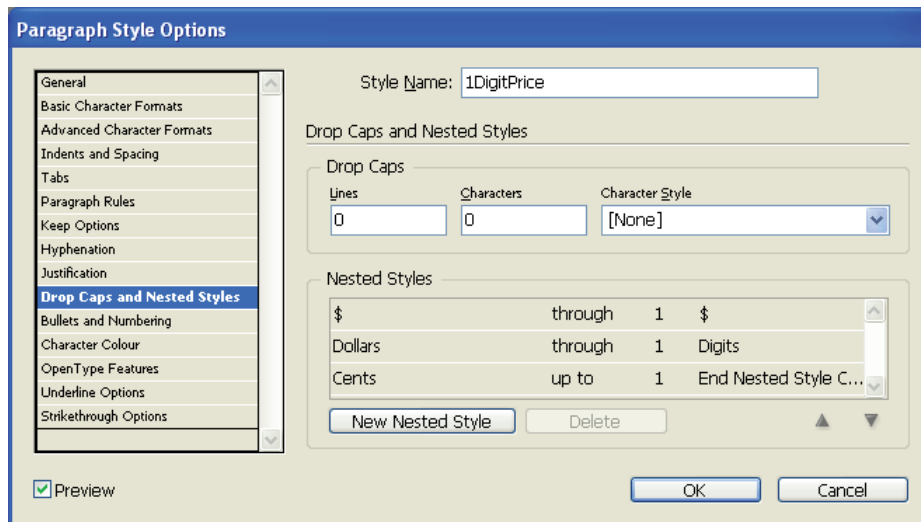 Paragraph Style Options
General
Basic Character Formats
Advanced Character Formats
Indents and Spacing
Tabs
Paragraph Rules
Keep Options
Hyphenation
Justification
Drop Caps and Nested Styles
Bullets and Numbering
Character Colour
OpenType Features
Underline Options
Strikethrough Options
Style Name: 1DigitPrice
Drop Caps and Nested Styles
Drop Caps
Lines Characters Character Style
0 0 [None]
Nested Styles
$ through 1 $
Dollars through 1 Digits
Cents up to 1 End Nested Style C...
New Nested Style Delete
Preview OK Cancel